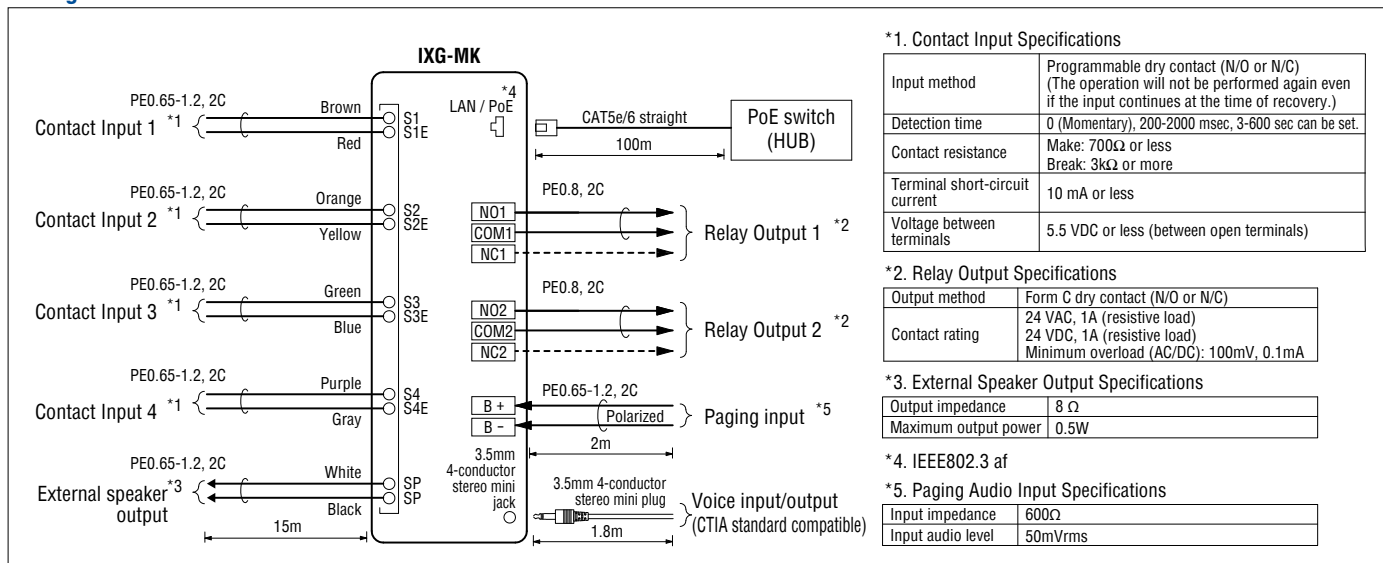 IXG-MK
PE0.65-1.2, 2C
Brown
Contact Input 1 *1
S1
S1E
Red
PE0.65-1.2, 2C
Orange
Contact Input 2 *1
S2
S2E
Yellow
PE0.65-1.2, 2C
Green
Contact Input 3 *1
S3
S3E
Blue
PE0.65-1.2, 2C
Purple
Contact Input 4 *1
S4
S4E
Gray
PE0.65-1.2, 2C
White
External speaker *3
output
SP
SP
Black
15m
*4
LAN / PoE
CAT5e/6 straight
100m
PoE switch
(HUB)
PE0.8, 2C
NO1
COM1
NC1
Relay Output 1 *2
PE0.8, 2C
NO2
COM2
NC2
Relay Output 2 *2
PE0.65-1.2, 2C
B +
B −
Polarized
Paging input *5
2m
3.5mm
4-conductor
stereo mini
jack
3.5mm 4-conductor
stereo mini plug
1.8m
Voice input/output
(CTIA standard compatible)
*1. Contact Input Specifications
Input method
Programmable dry contact (N/O or N/C)
(The operation will not be performed again even
if the input continues at the time of recovery.)
Detection time
0 (Momentary), 200-2000 msec, 3-600 sec can be set.
Contact resistance
Make: 700Ω or less
Break: 3kΩ or more
Terminal short-circuit
current
10 mA or less
Voltage between
terminals
5.5 VDC or less (between open terminals)
*2. Relay Output Specifications
Output method
Form C dry contact (N/O or N/C)
Contact rating
24 VAC, 1A (resistive load)
24 VDC, 1A (resistive load)
Minimum overload (AC/DC): 100mV, 0.1mA
*3. External Speaker Output Specifications
Output impedance
8 Ω
Maximum output power
0.5W
*4. IEEE802.3 af
*5. Paging Audio Input Specifications
Input impedance
600Ω
Input audio level
50mVrms